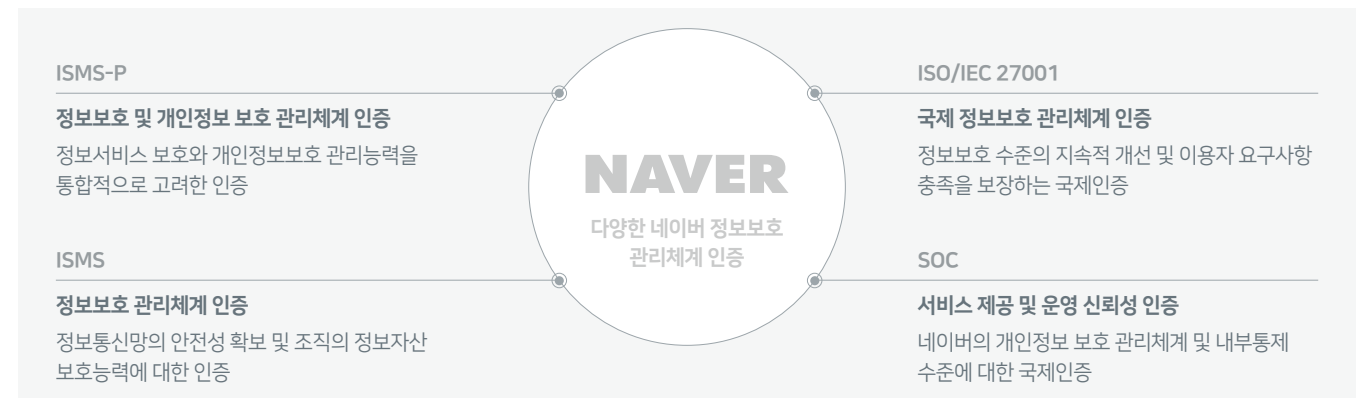 ISMS-P
정보보호 및 개인정보 보호 관리체계 인증
정보서비스 보호와 개인정보보호 관리능력을
통합적으로 고려한 인증
ISMS
정보보호 관리체계 인증
정보통신망의 안전성 확보 및 조직의 정보자산
보호능력에 대한 인증
NAVER
다양한 네이버 정보보호
관리체계 인증
ISO/IEC 27001
국제 정보보호 관리체계 인증
정보보호 수준의 지속적 개선 및 이용자 요구사항
충족을 보장하는 국제인증
SOC
서비스 제공 및 운영 신뢰성 인증
네이버의 개인정보 보호 관리체계 및 내부통제
수준에 대한 국제인증